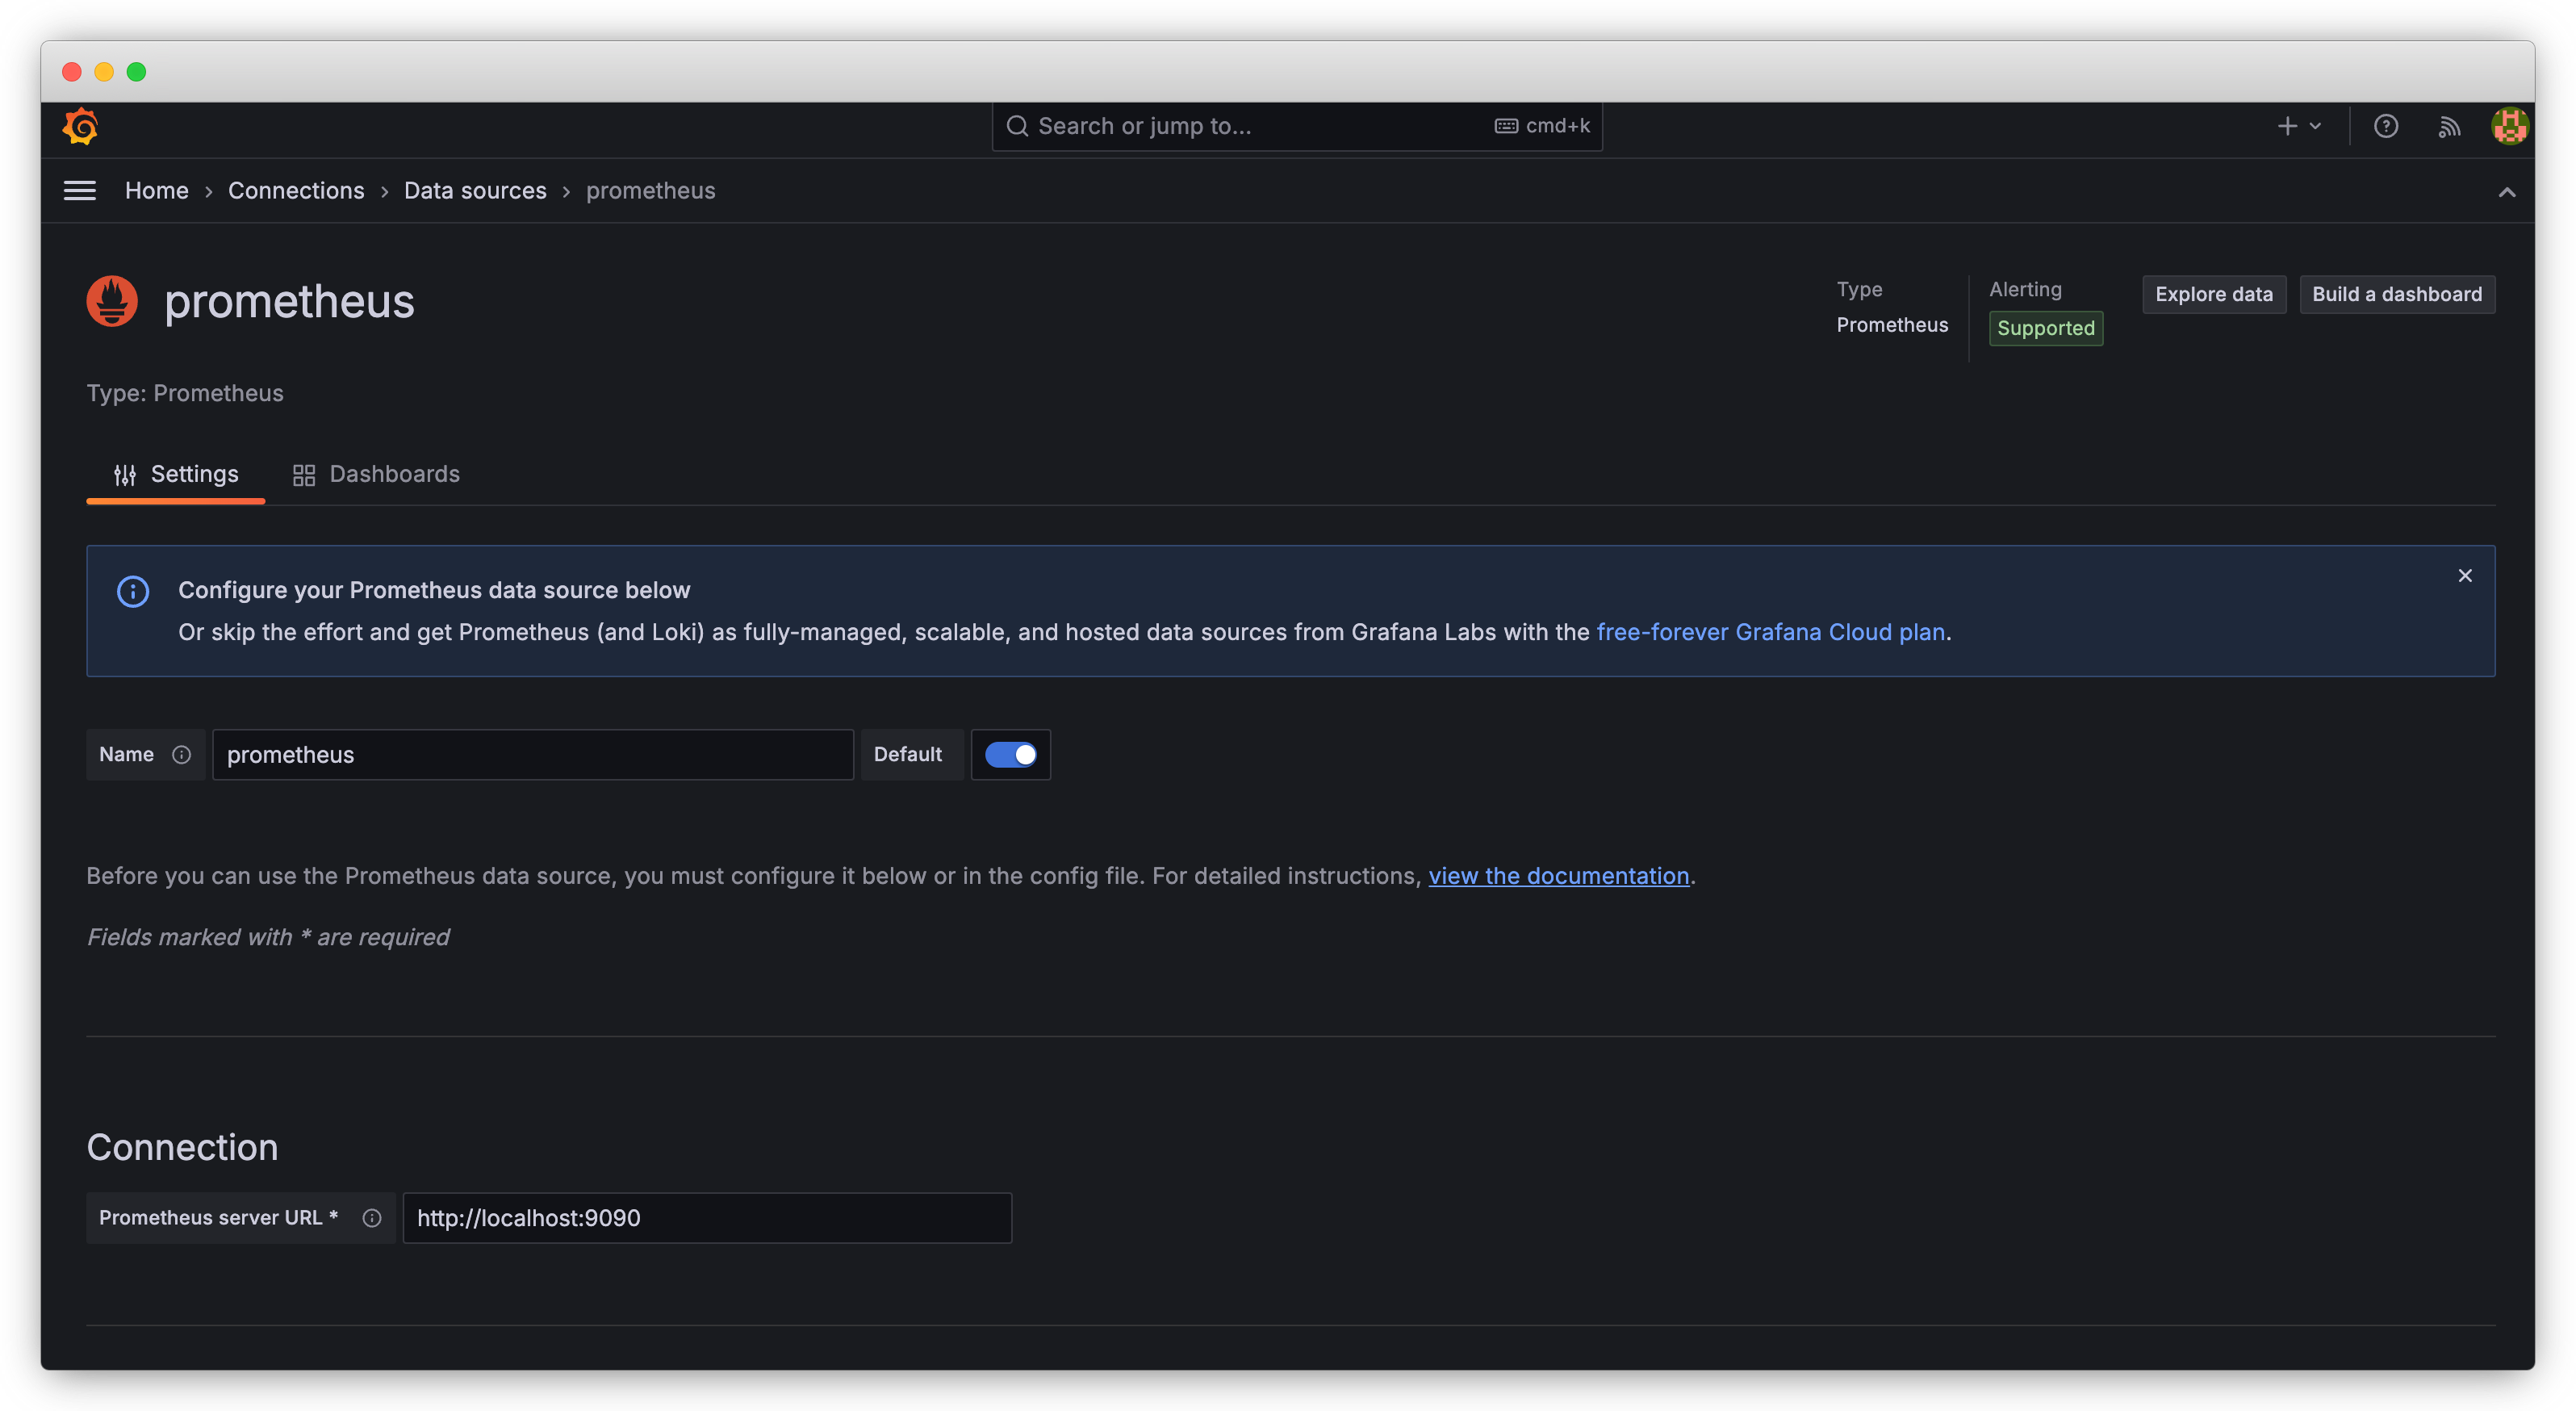 Search or jump to...
cmd+k
Home › Connections › Data sources › prometheus
prometheus
Type
Prometheus
Alerting
Supported
Explore data
Build a dashboard
Type: Prometheus
Settings
Dashboards
Configure your Prometheus data source below
Or skip the effort and get Prometheus (and Loki) as fully-managed, scalable, and hosted data sources from Grafana Labs with the free-forever Grafana Cloud plan.
Name
prometheus
Default
Before you can use the Prometheus data source, you must configure it below or in the config file. For detailed instructions, view the documentation.
Fields marked with * are required
Connection
Prometheus server URL *
http://localhost:9090